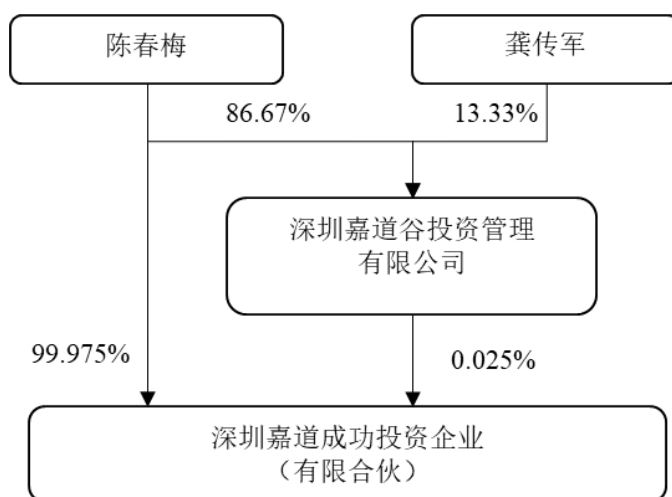 陈春梅
龚传军
86.67%
13.33%
深圳嘉道谷投资管理
有限公司
99.975%
0.025%
深圳嘉道成功投资企业
（有限合伙）